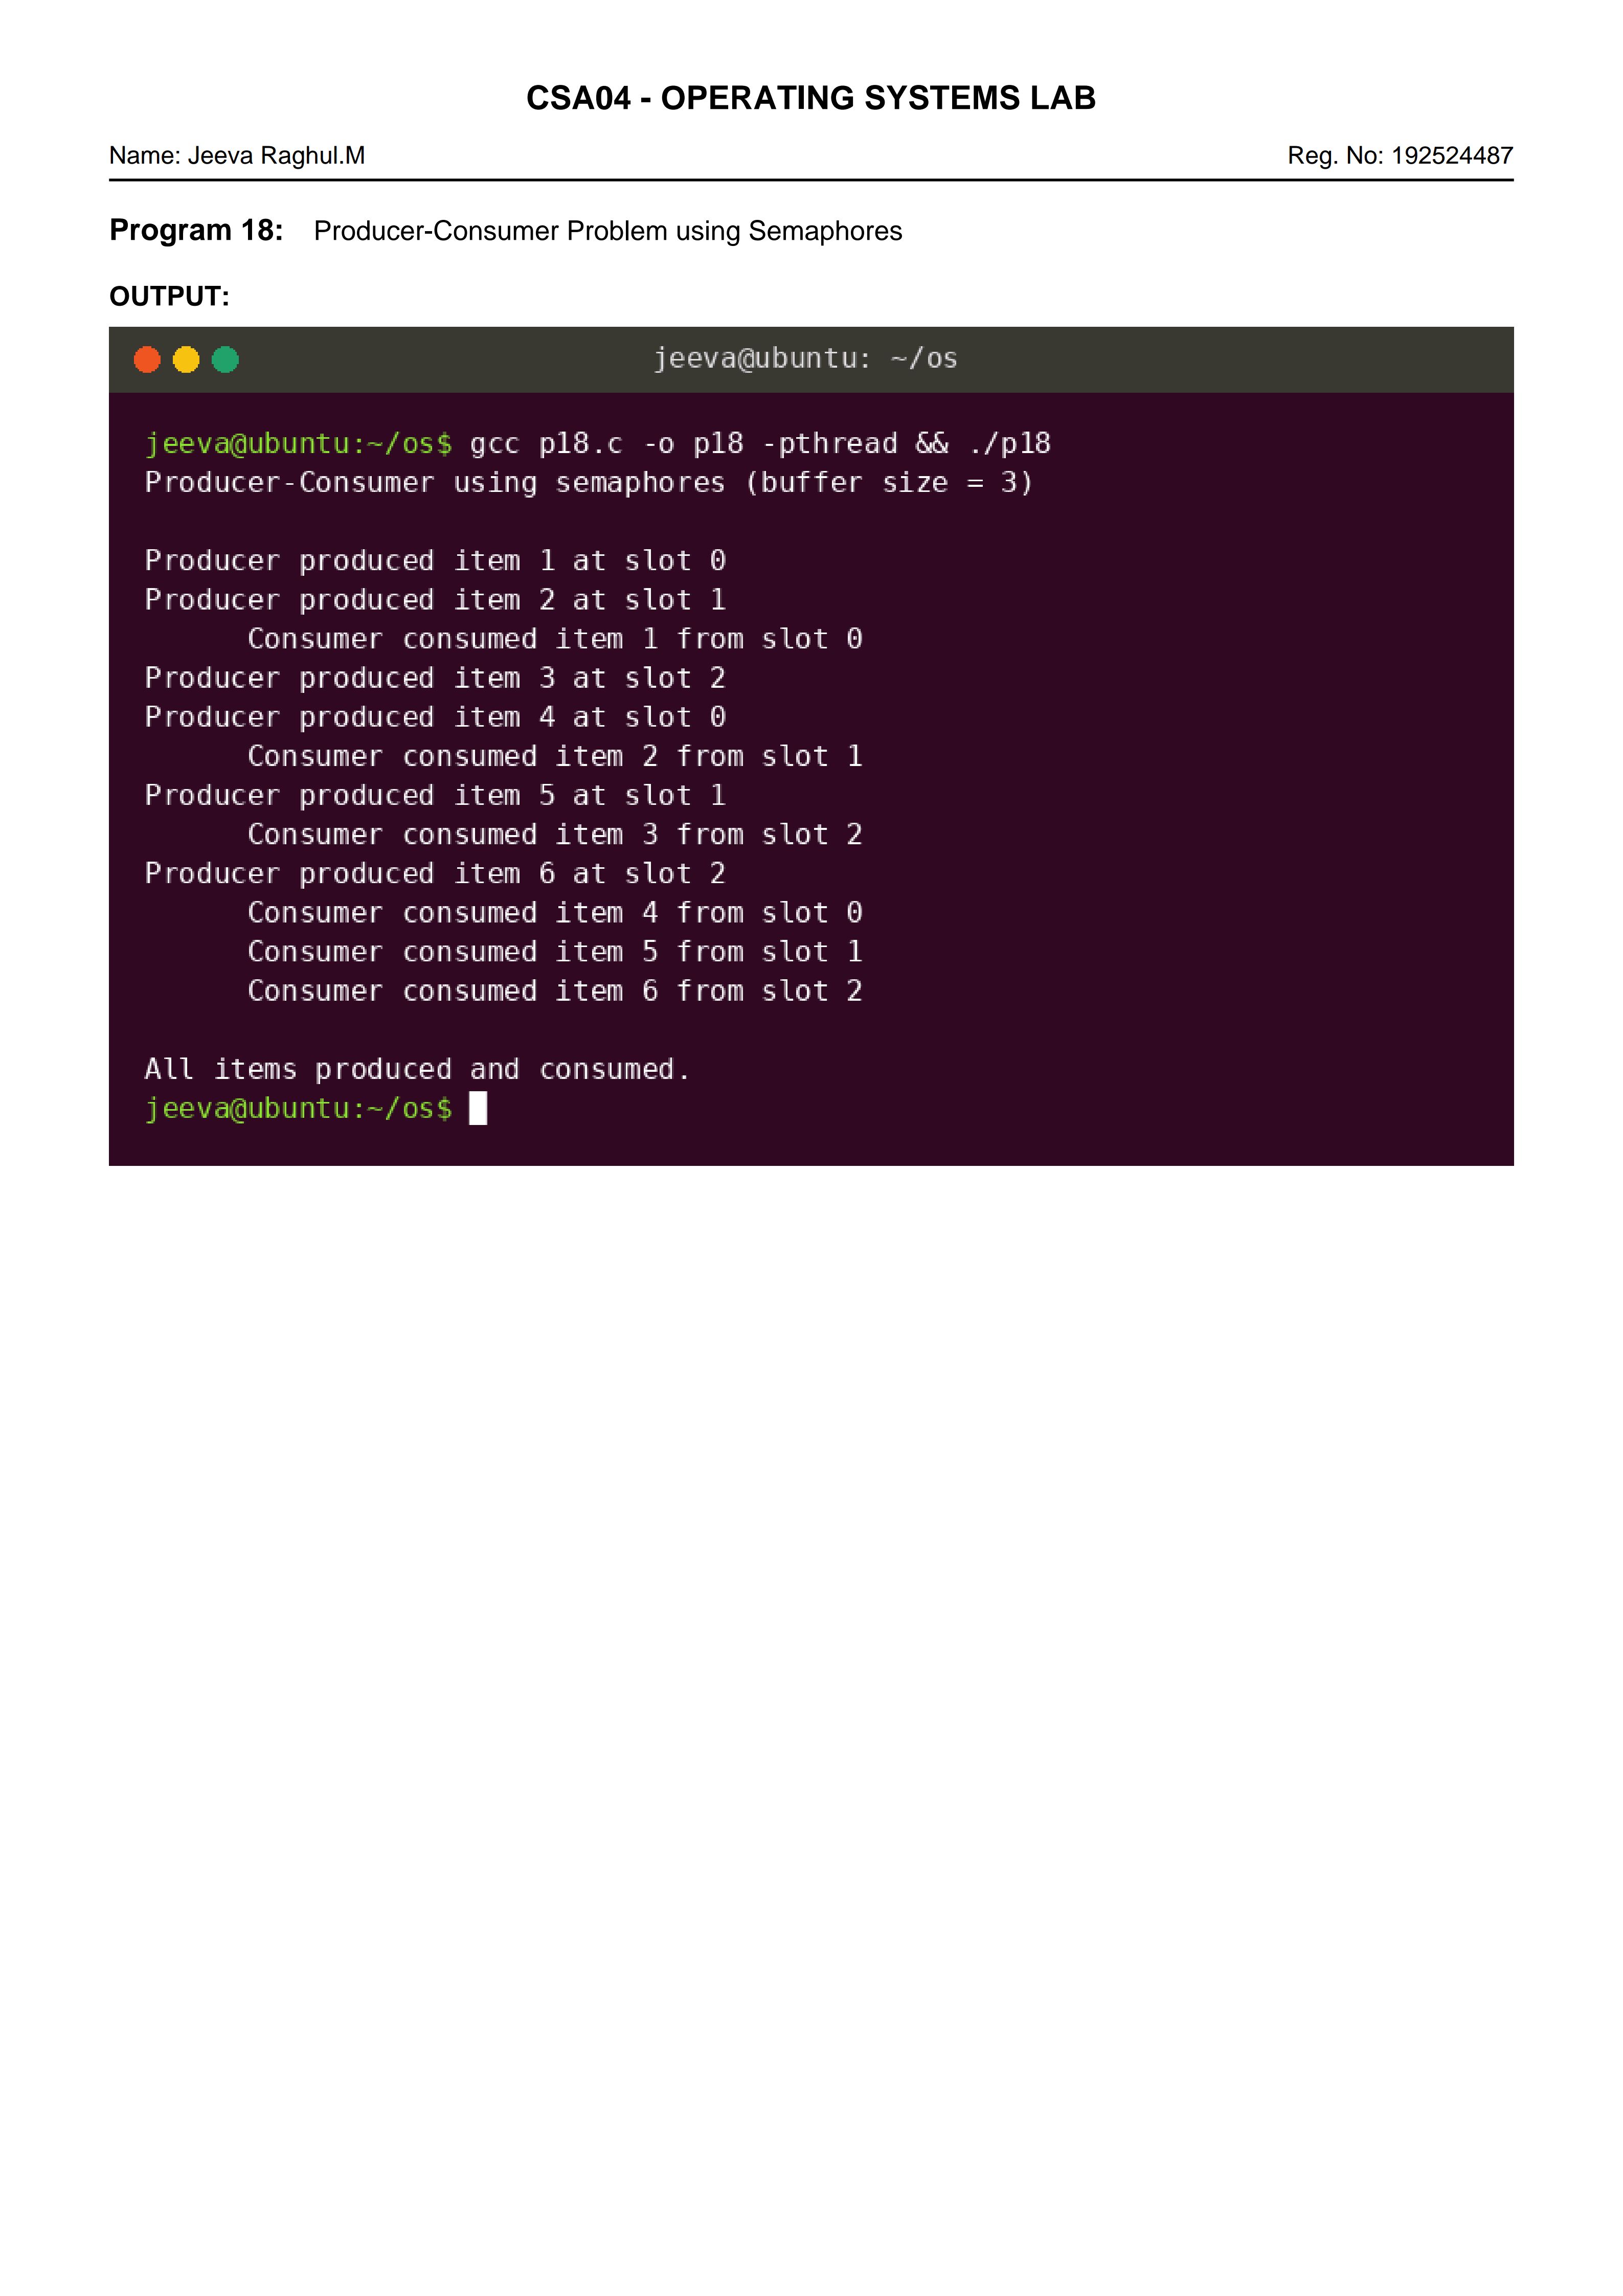 CSA04 - OPERATING SYSTEMS LAB
Name: Jeeva Raghul.M Reg. No: 192524487
Program 18: Producer-Consumer Problem using Semaphores
OUTPUT:
jeeva@ubuntu: ~/os
jeeva@ubuntu:~/os$ gcc p18.c -o p18 -pthread && ./p18
Producer-Consumer using semaphores (buffer size = 3)
Producer produced item 1 at slot 0
Producer produced item 2 at slot 1
Consumer consumed item 1 from slot 0
Producer produced item 3 at slot 2
Producer produced item 4 at slot 0
Consumer consumed item 2 from slot 1
Producer produced item 5 at slot 1
Consumer consumed item 3 from slot 2
Producer produced item 6 at slot 2
Consumer consumed item 4 from slot 0
Consumer consumed item 5 from slot 1
Consumer consumed item 6 from slot 2
All items produced and consumed.
jeeva@ubuntu:~/os$